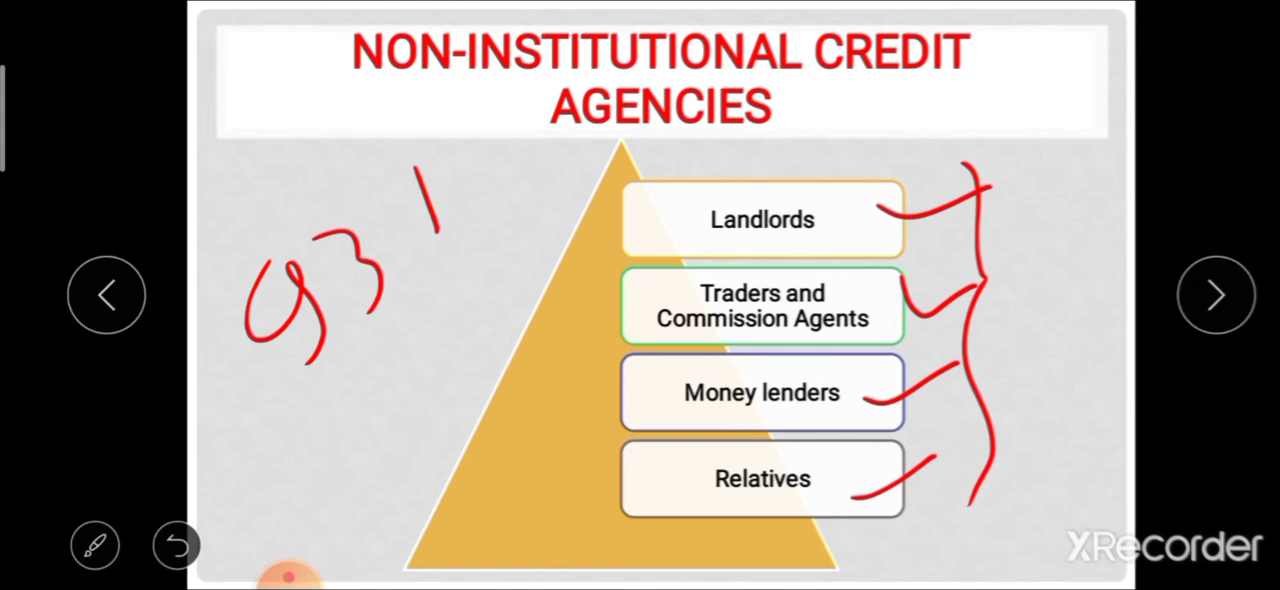 NON-INSTITUTIONAL CREDIT
AGENCIES
Landlords
Traders and
Commission Agents
Money lenders
Relatives
XRecorder